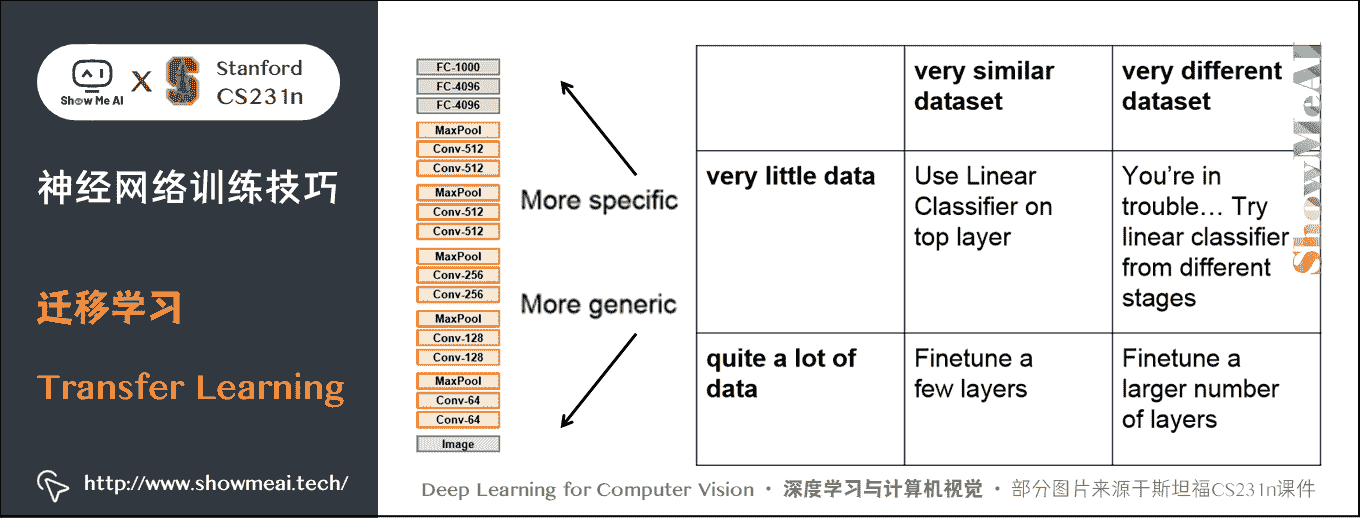 Show Me AI
X
S
Stanford
CS231n
神经网络训练技巧
迁移学习
Transfer Learning
http://www.showmeai.tech/
FC-1000
FC-4096
FC-4096
MaxPool
Conv-512
Conv-512
MaxPool
Conv-512
Conv-512
MaxPool
Conv-256
Conv-256
MaxPool
Conv-128
Conv-128
MaxPool
Conv-64
Conv-64
Image
More specific
More generic
very similar
dataset
very different
dataset
very little data
Use Linear
Classifier on
top layer
You're in
trouble… Try
linear classifier
from different
stages
quite a lot of
data
Finetune a
few layers
Finetune a
larger number
of layers
ShowMeAI
Deep Learning for Computer Vision · 深度学习与计算机视觉 · 部分图片来源于斯坦福CS231n课件